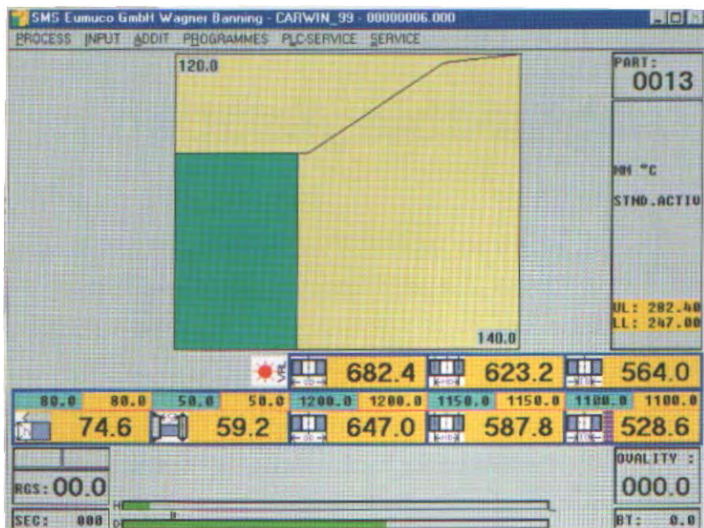 SMS Eumuco GmbH Wagner Banning - CARWIN_99 - 00000006.000
PROCESS INPUT ADDIT PROGRAMMES PLC-SERVICE SERVICE
120.0
140.0
PART:
0013
MM °C
STND.ACTIV
UL: 282.40
LL: 247.00
682.4 623.2 564.0
80.0 80.0 50.0 50.0 1200.0 1200.0 1150.0 1150.0 1100.0 1100.0
74.6 59.2 647.0 587.8 528.6
RGS: 00.0
SEC: 000
OVALITY :
000.0
BT: 0.0